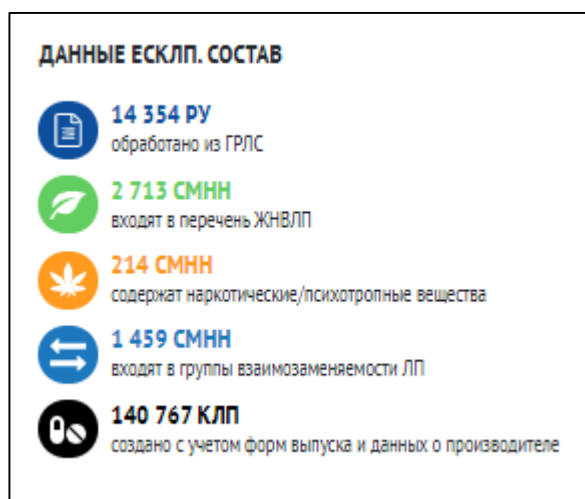 ДАННЫЕ ЕСКЛП. СОСТАВ
14 354 РУ
обработано из ГРЛС
2 713 СМНН
входят в перечень ЖНВЛП
214 СМНН
содержат наркотические/психотропные вещества
1 459 СМНН
входят в группы взаимозаменяемости ЛП
140 767 КЛП
создано с учетом форм выпуска и данных о производителе